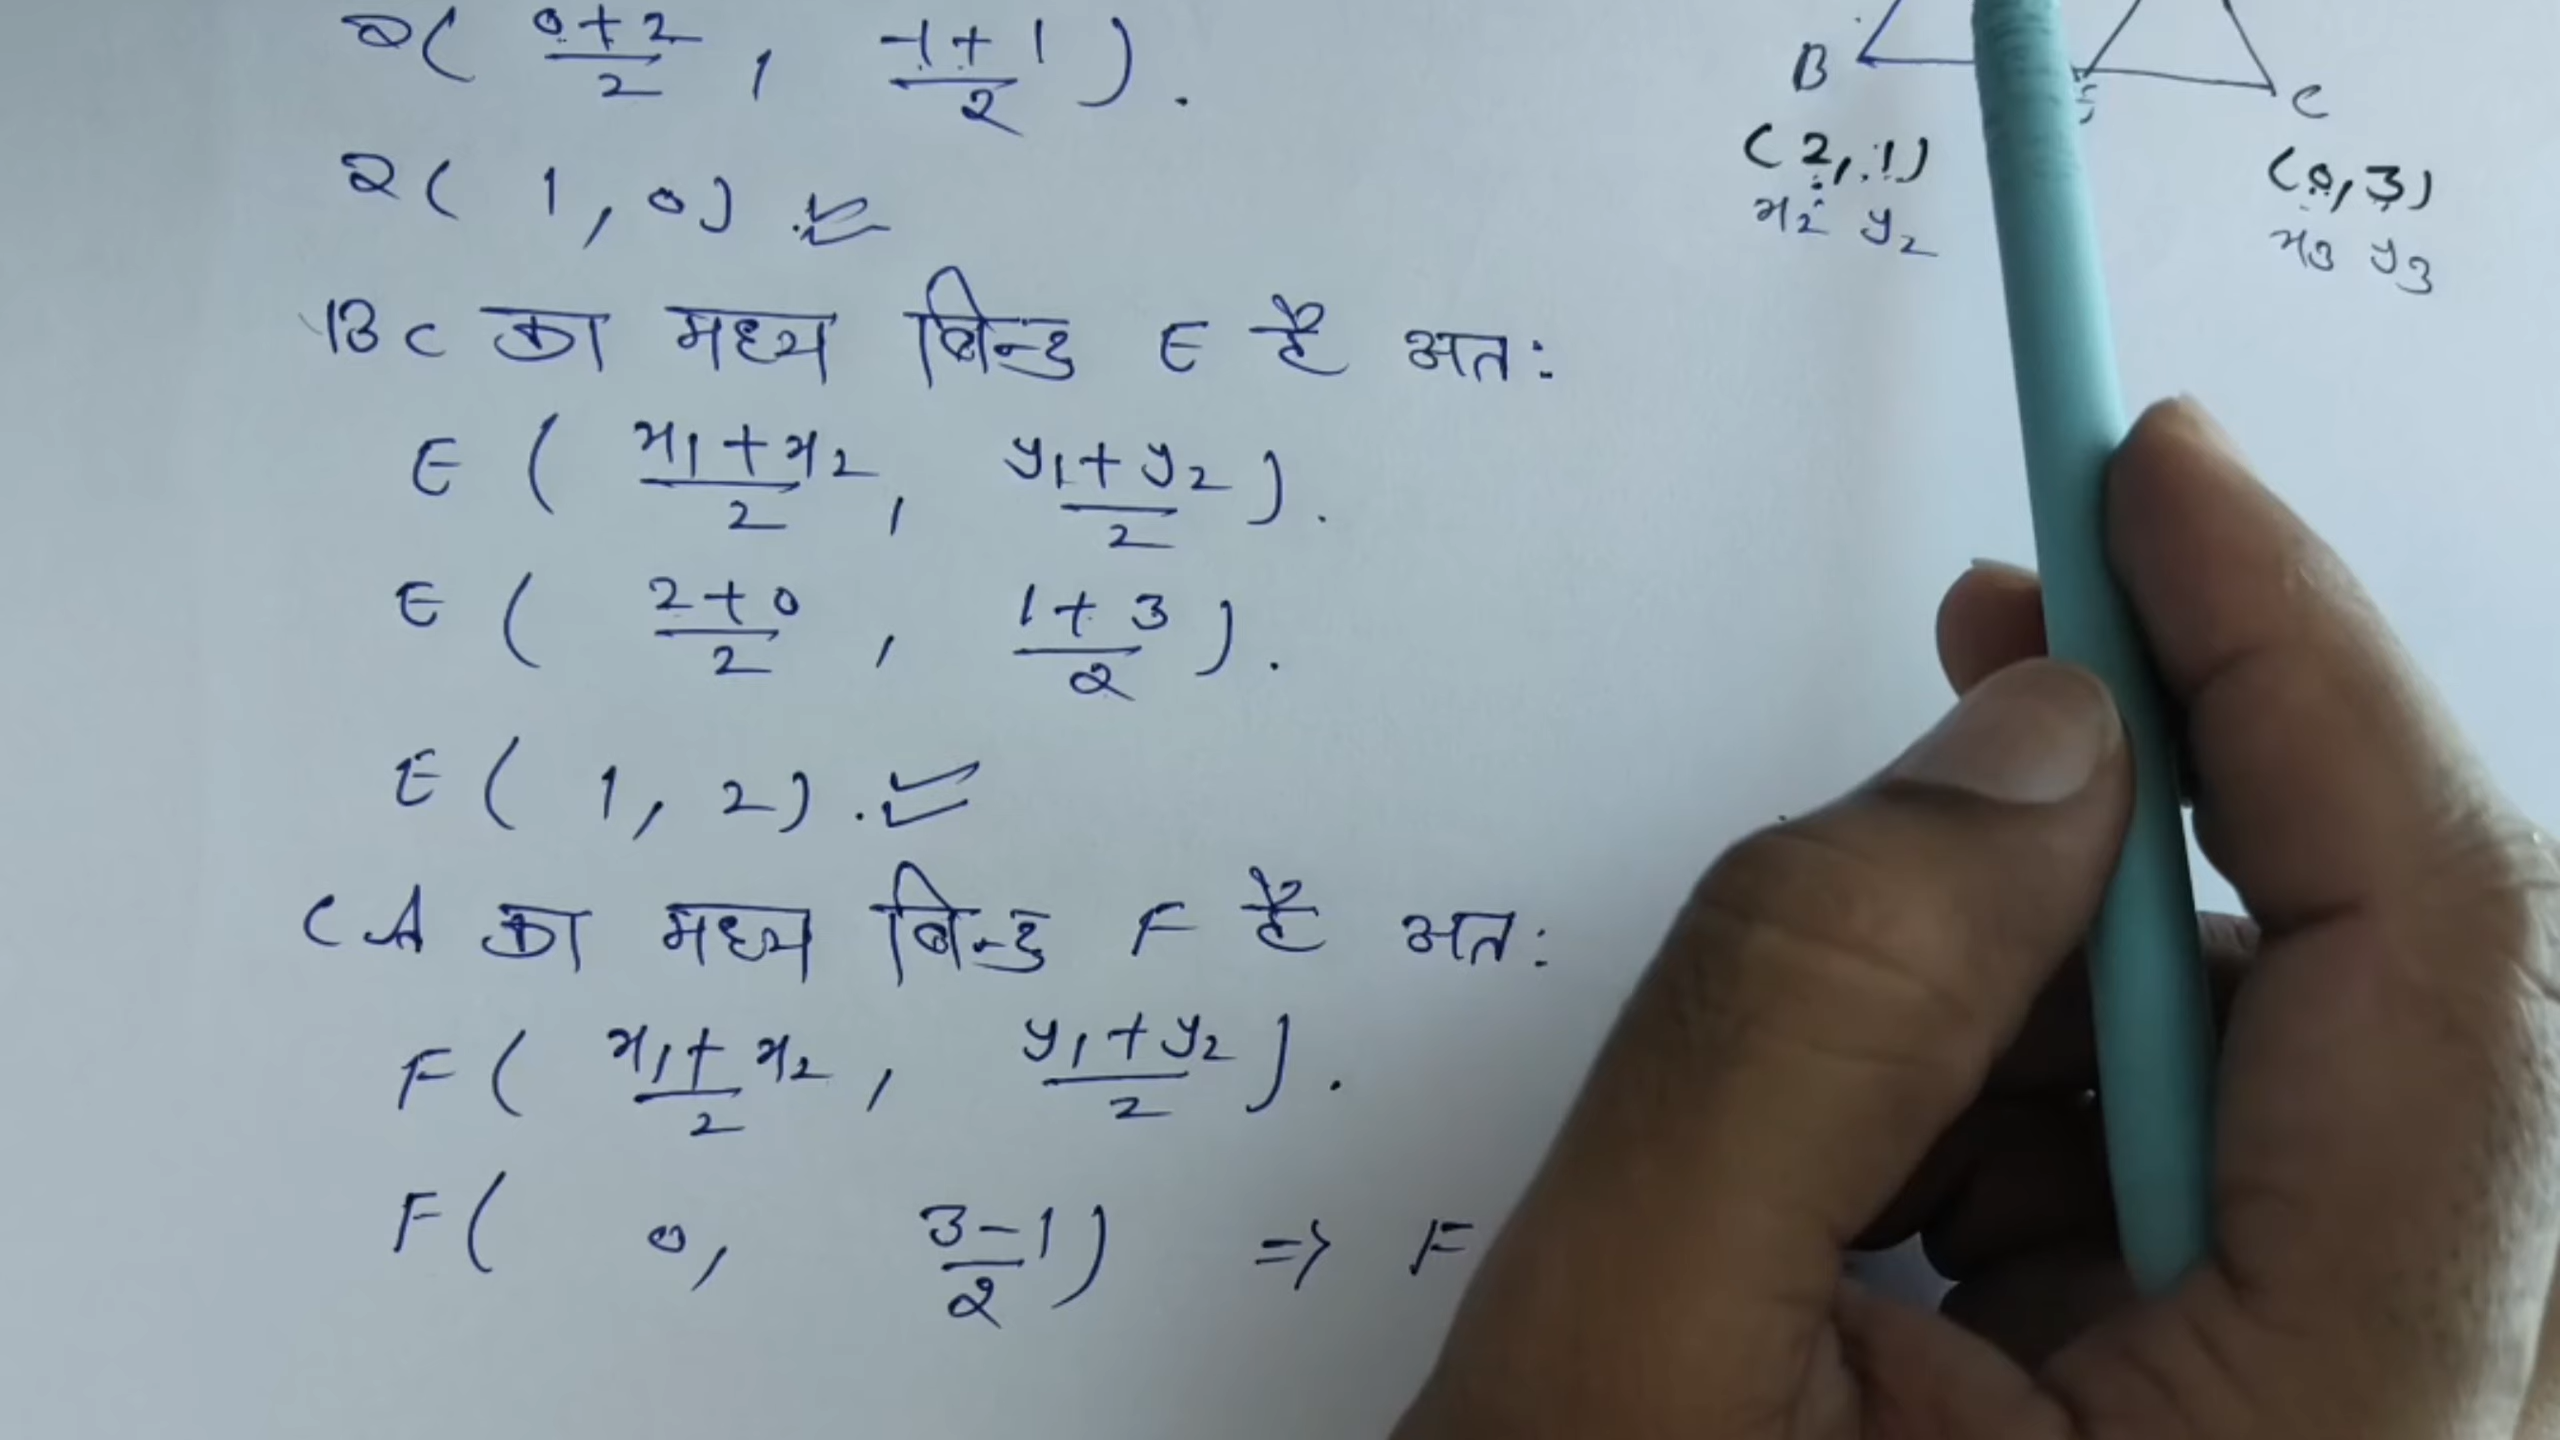 D( 0+2/2 , -1+1/2 ).
D( 1, 0)
BC का मध्य बिन्दु E है अतः
E ( x1+x2/2 , y1+y2/2 ).
E ( 2+0/2 , 1+3/2 ).
E ( 1, 2).
CA का मध्य बिन्दु F है अतः
F ( x1+x2/2 , y1+y2/2 ).
F ( 0, 3-1/2 ) ⇒ F
B C
(2,1) (0,3)
x2 y2 x3 y3